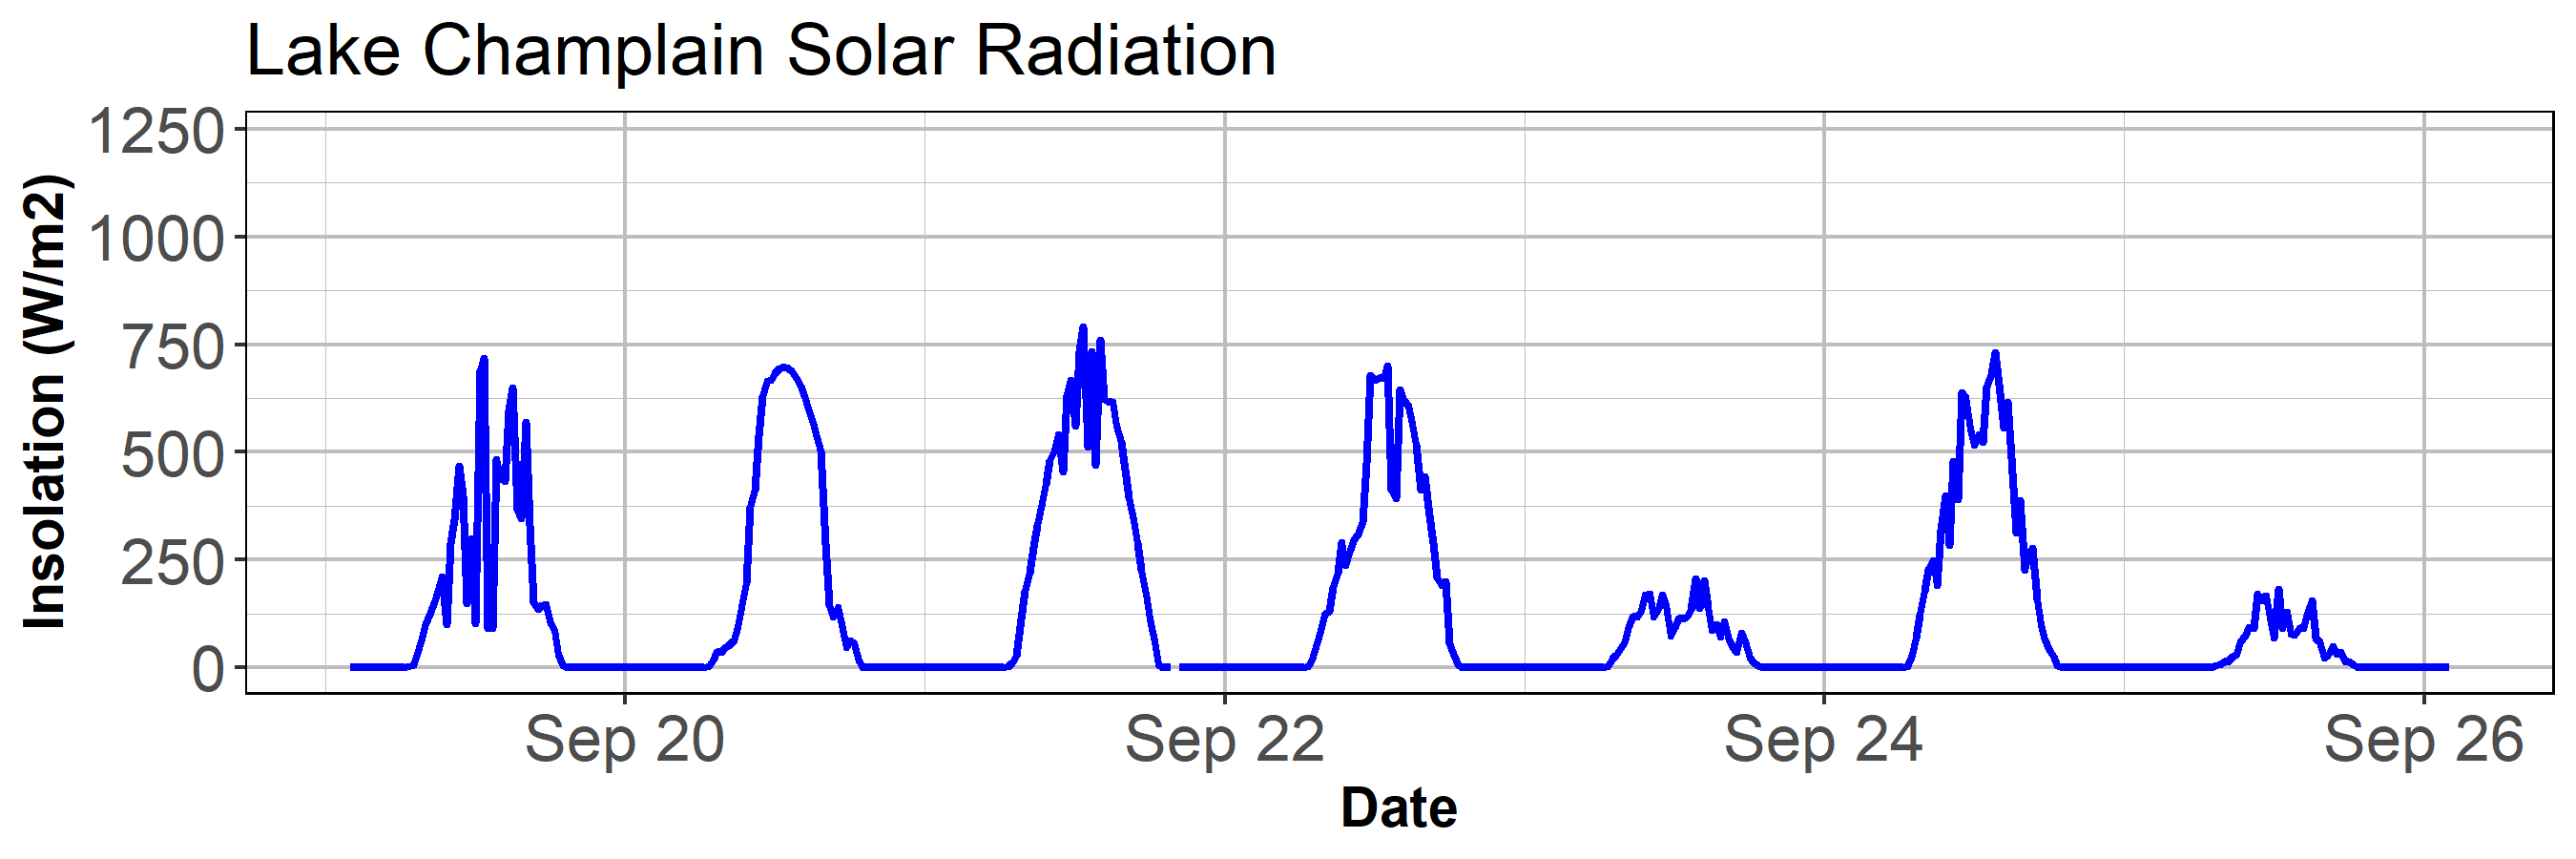 Lake Champlain Solar Radiation
Insolation (W/m2)
1250
1000
750
500
250
0
Sep 20 Sep 22 Sep 24 Sep 26
Date